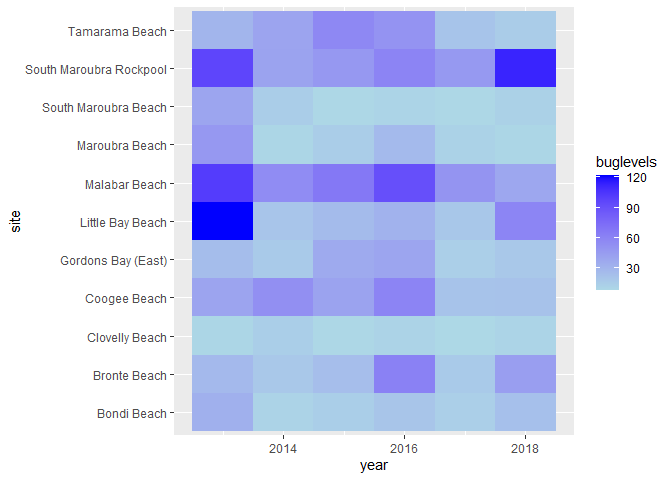 Tamarama Beach
South Maroubra Rockpool
South Maroubra Beach
Maroubra Beach
Malabar Beach
Little Bay Beach
Gordons Bay (East)
Coogee Beach
Clovelly Beach
Bronte Beach
Bondi Beach
site
2014 2016 2018
year
buglevels
120
90
60
30